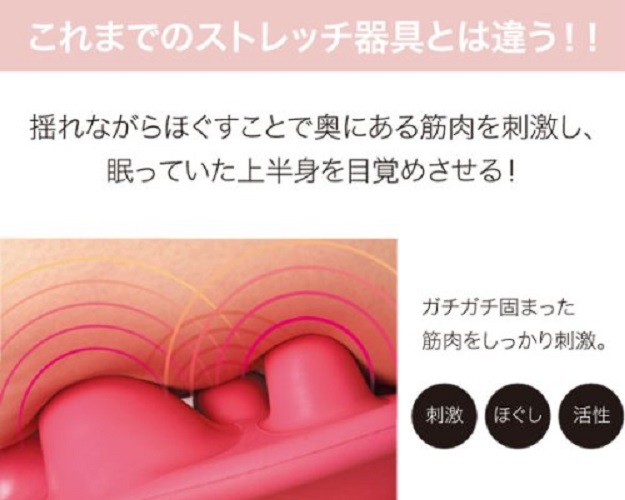 これまでのストレッチ器具とは違う！！
揺れながらほぐすことで奥にある筋肉を刺激し、
眠っていた上半身を目覚めさせる！
ガチガチ固まった
筋肉をしっかり刺激。
刺激
ほぐし
活性